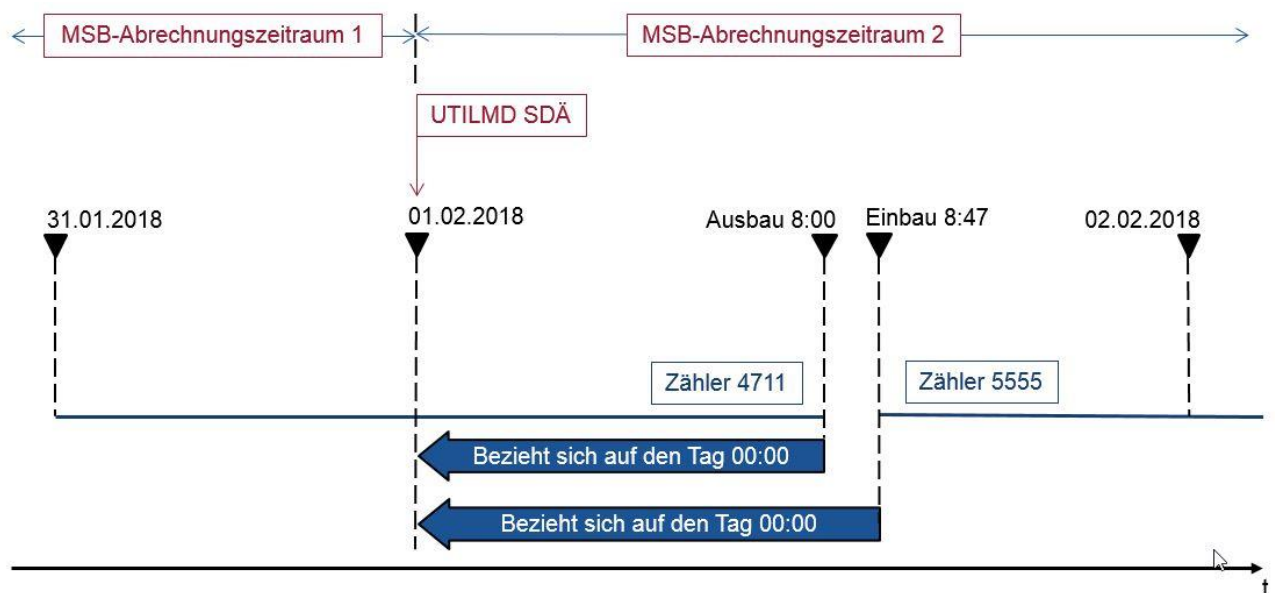 MSB-Abrechnungszeitraum 1
MSB-Abrechnungszeitraum 2
UTILMD SDÄ
31.01.2018
01.02.2018
Ausbau 8:00
Einbau 8:47
02.02.2018
Zähler 4711
Zähler 5555
Bezieht sich auf den Tag 00:00
Bezieht sich auf den Tag 00:00
t